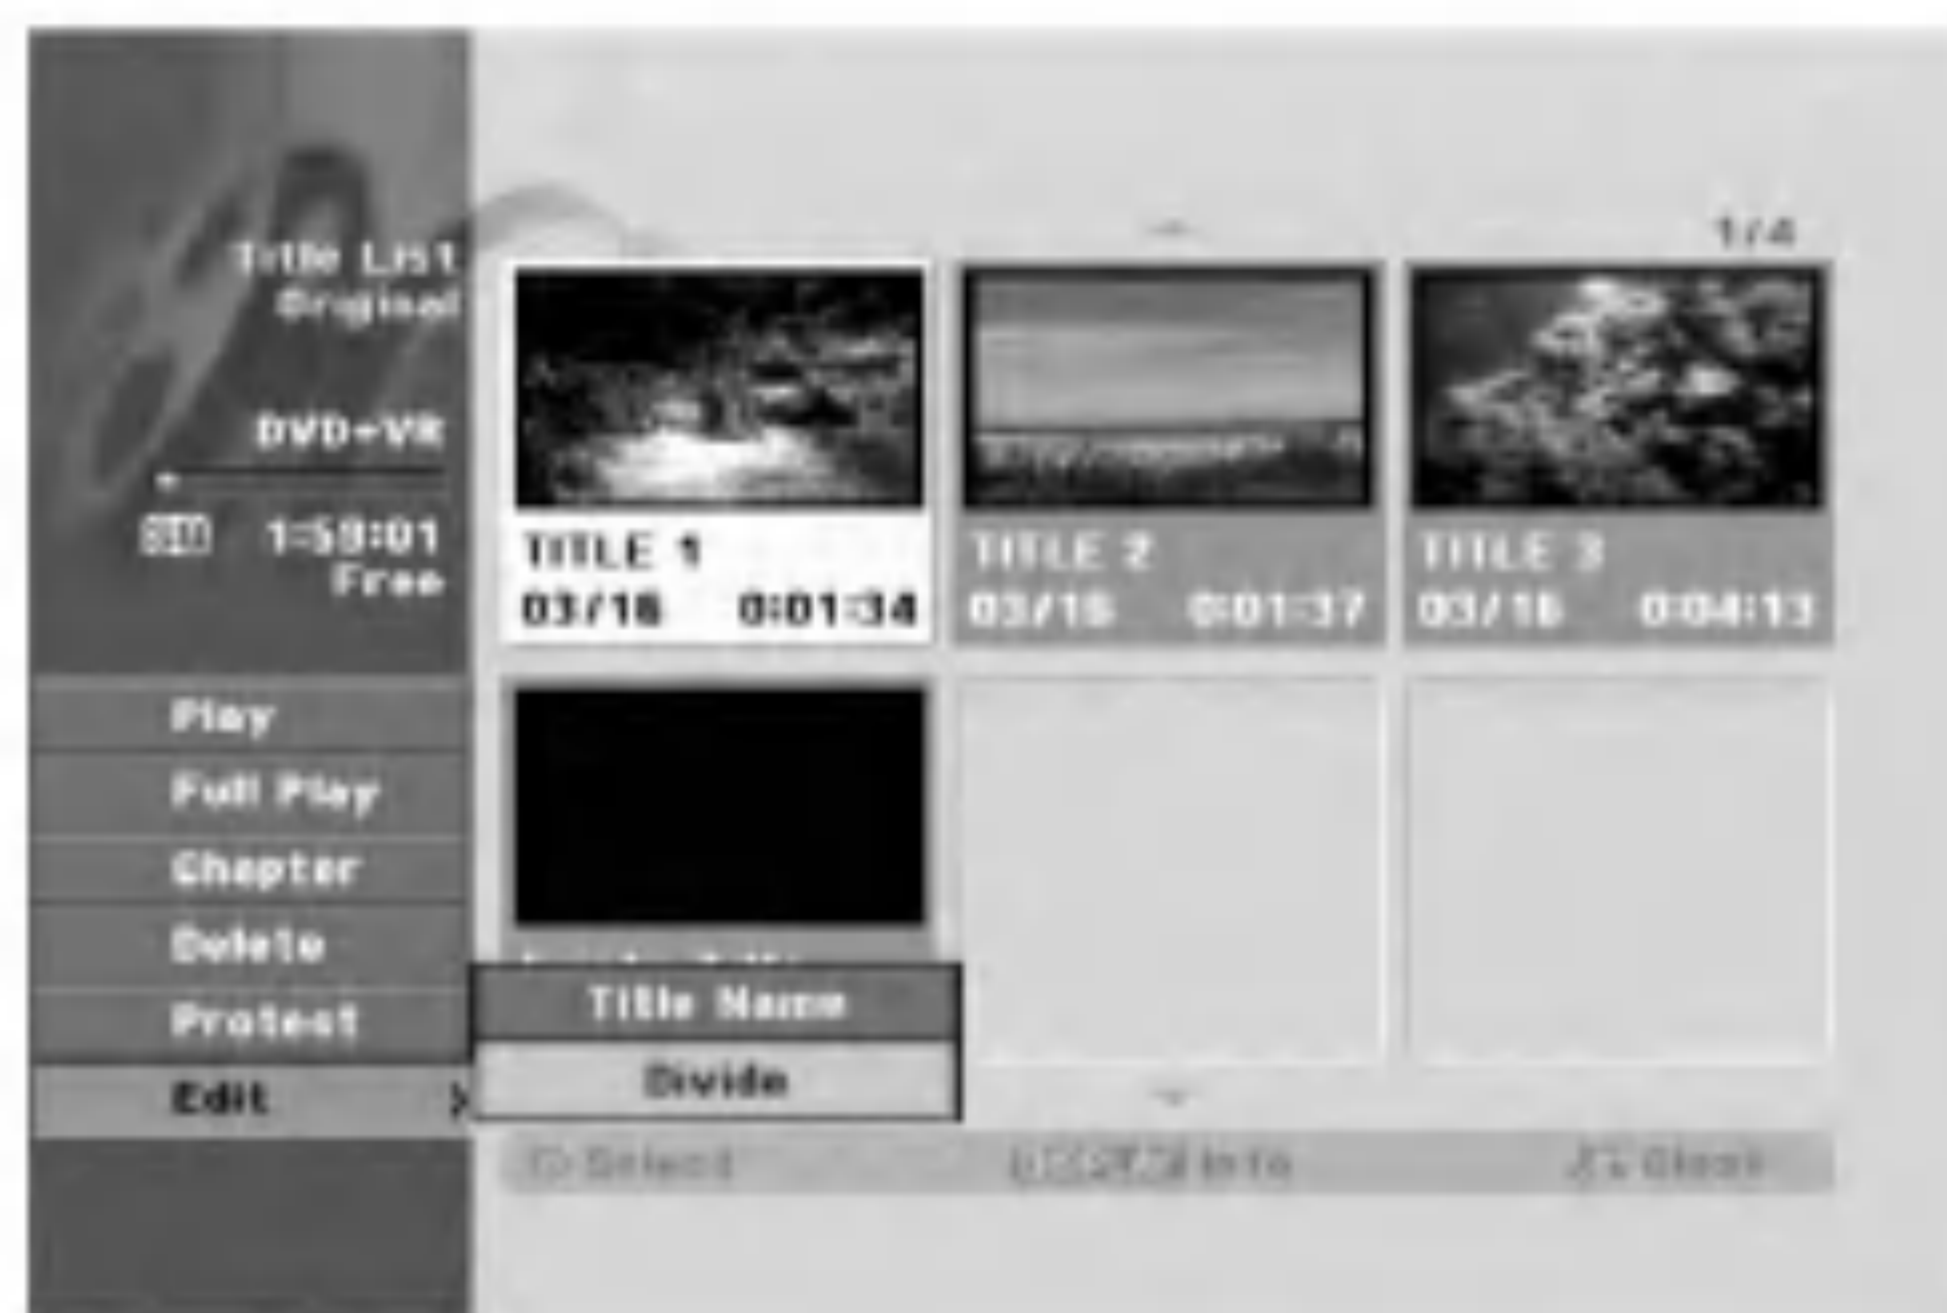 Title List
Original
DVD+VR
1:59:01
Free
Play
Full Play
Chapter
Delete
Protect
Edit >
1/4
TITLE 1
03/16 0:01:34
TITLE 2
03/16 0:01:37
TITLE 3
03/16 0:04:13
Title Name
Divide
Select
Info
Close